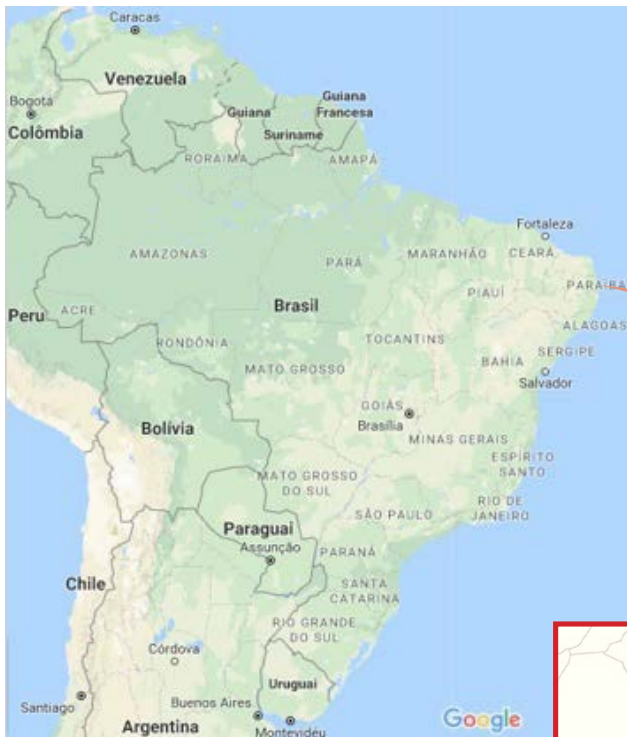 Caracas
Venezuela
Bogotá
Colômbia
Guiana
Suriname
Guiana
Francesa
RORAIMA
AMAPÁ
Fortaleza
AMAZONAS
PARÁ
MARANHÃO
CEARÁ
PIAUÍ
PARAÍBA
Peru
ACRE
Brasil
RONDÔNIA
TOCANTINS
ALAGOAS
SERGIPE
BAHIA
MATO GROSSO
Salvador
GOIÁS
Brasília
Bolívia
MINAS GERAIS
ESPÍRITO
SANTO
MATO GROSSO
DO SUL
RIO DE
JANEIRO
SÃO PAULO
Paraguai
Assunção
PARANÁ
Chile
SANTA
CATARINA
RIO GRANDE
DO SUL
Córdova
Uruguai
Santiago
Buenos Aires
Argentina
Montevidéu
Google